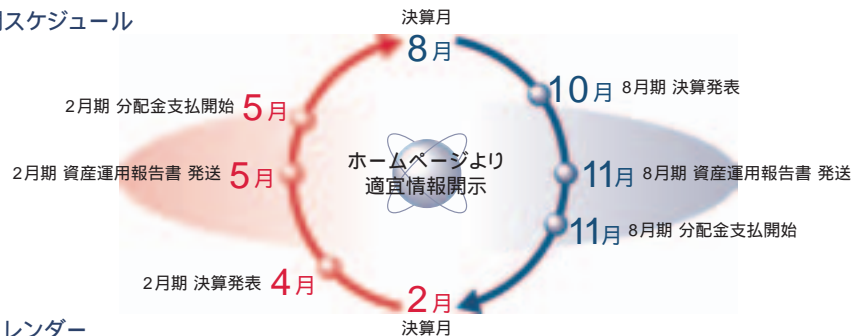 間スケジュール
決算月
8月
10月 8月期 決算発表
2月期 分配金支払開始 5月
ホームページより
適宜情報開示
2月期 資産運用報告書 発送 5月
11月 8月期 資産運用報告書 発送
11月 8月期 分配金支払開始
2月期 決算発表 4月
2月
決算月
レンダー